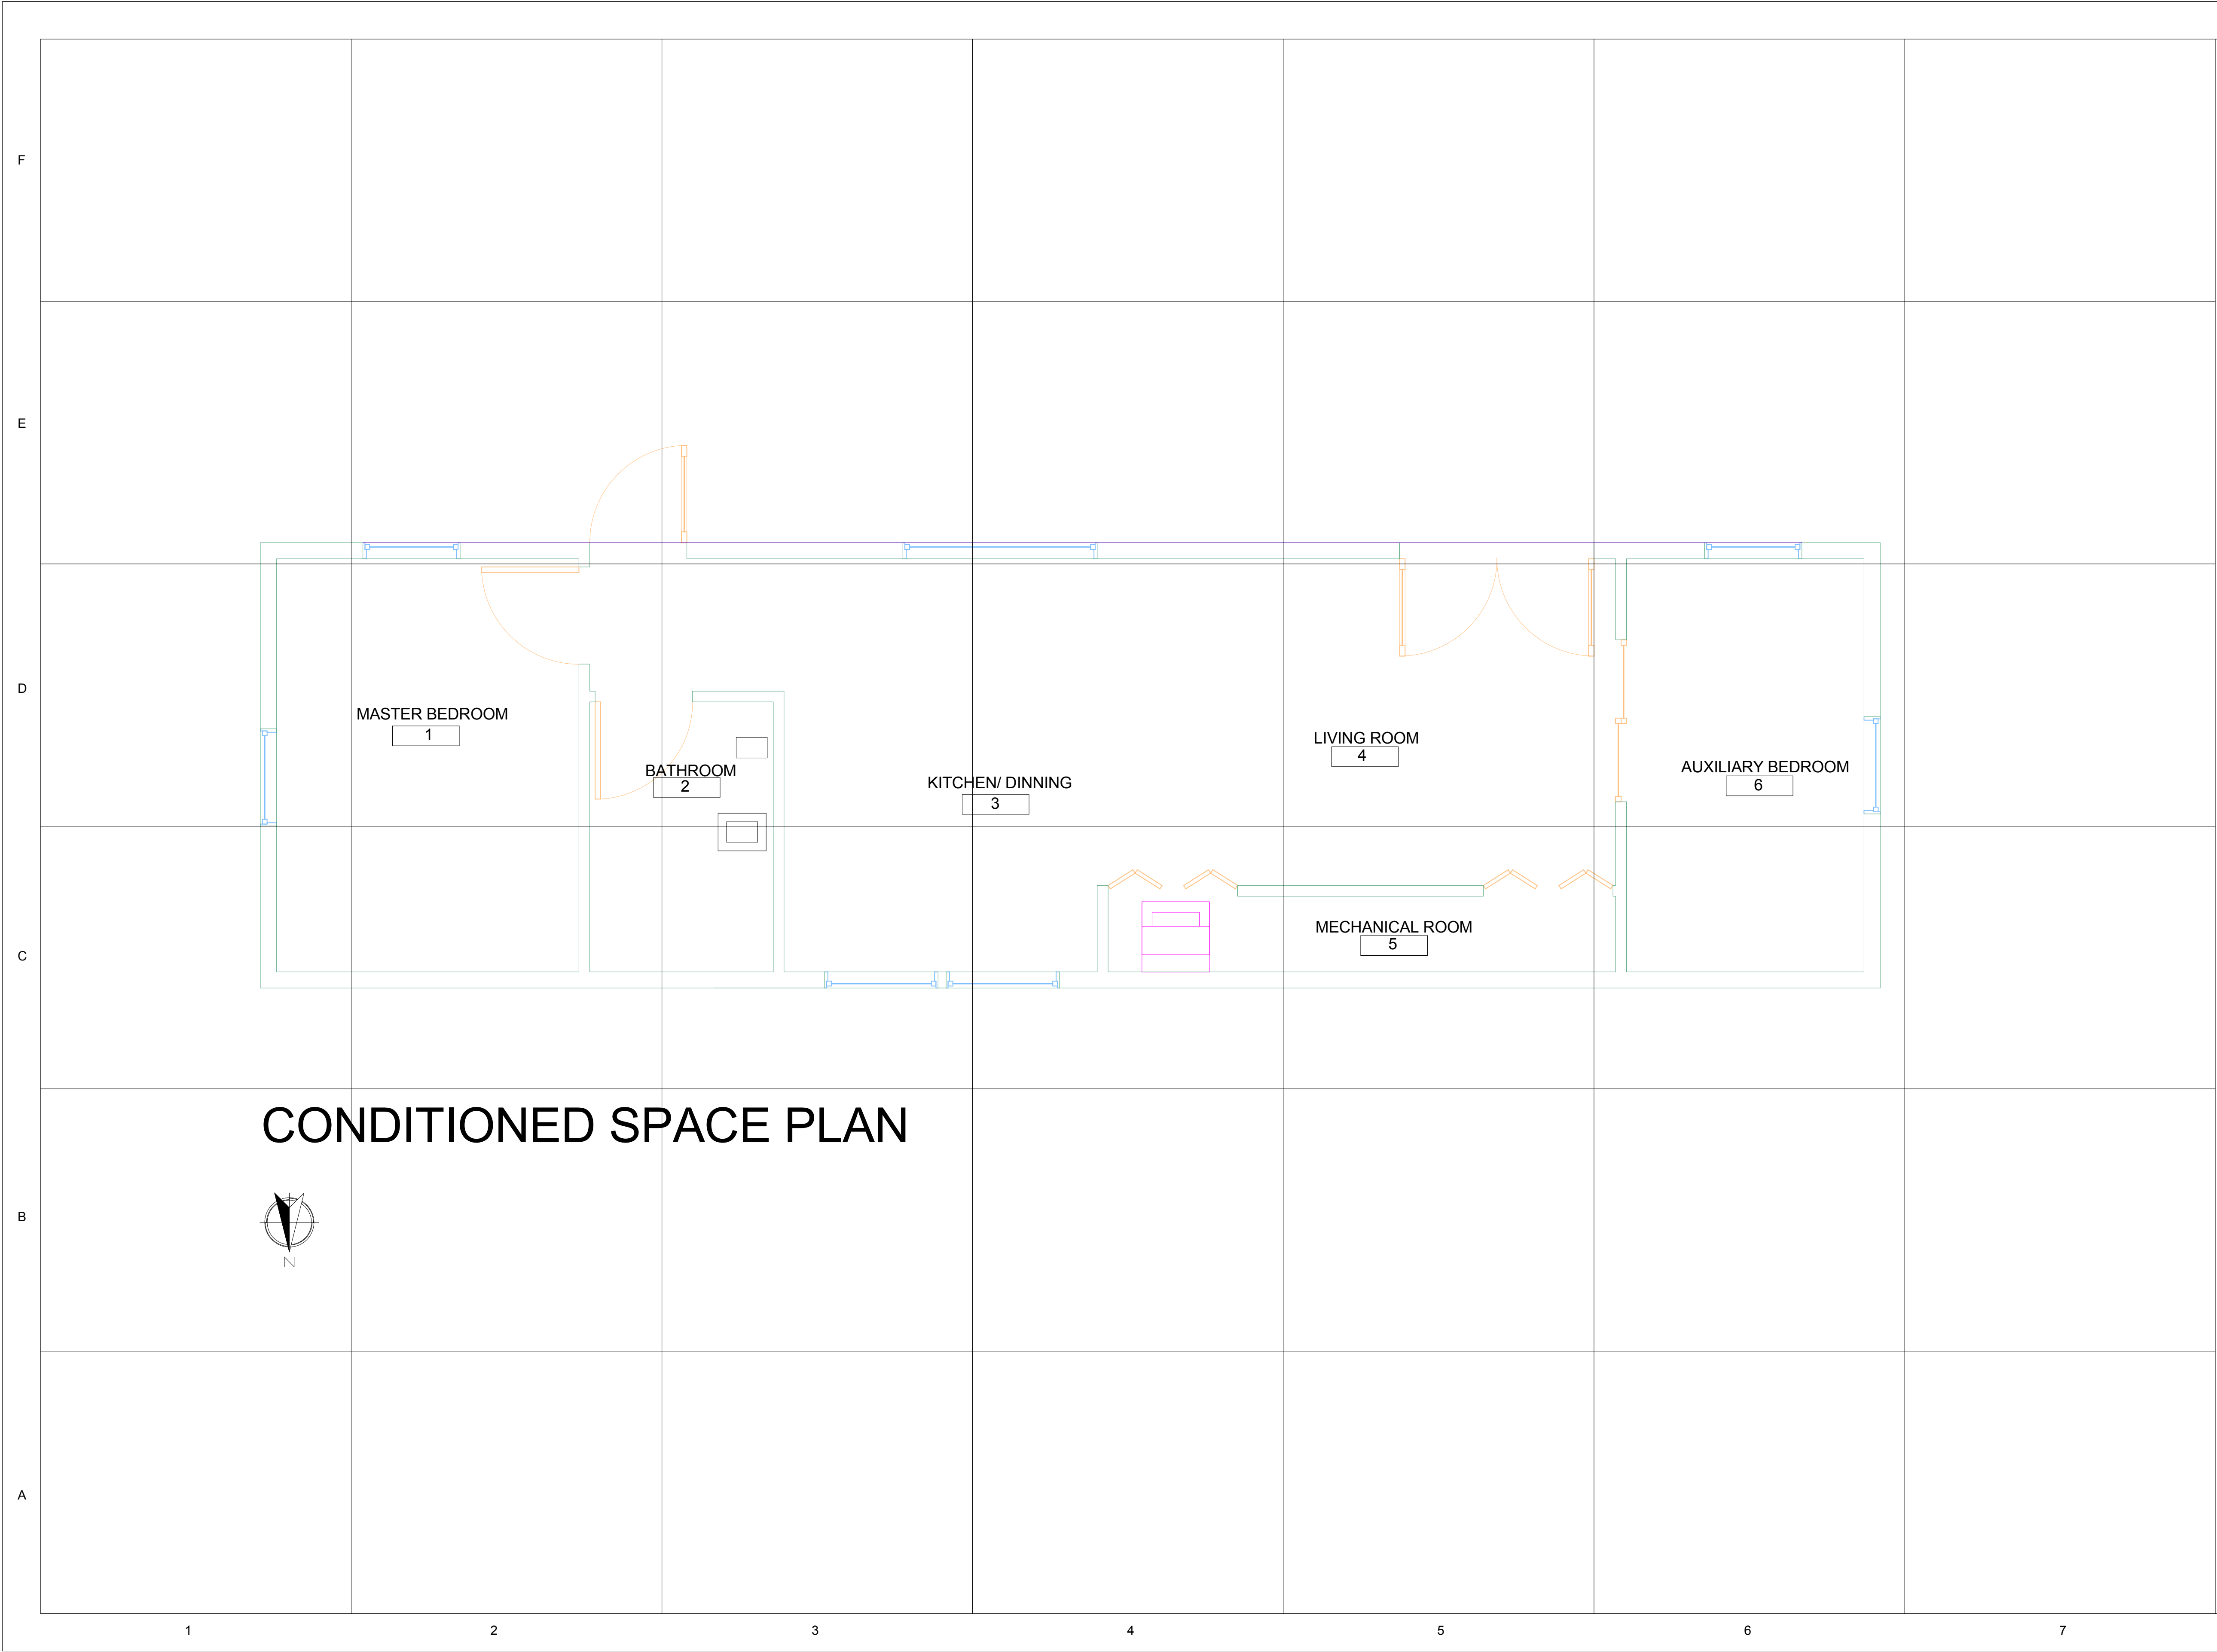 F
E
D
MASTER BEDROOM
1
BATHROOM
2
KITCHEN/ DINNING
3
LIVING ROOM
4
AUXILIARY BEDROOM
6
MECHANICAL ROOM
5
C
CONDITIONED SPACE PLAN
B
N
A
1 2 3 4 5 6 7